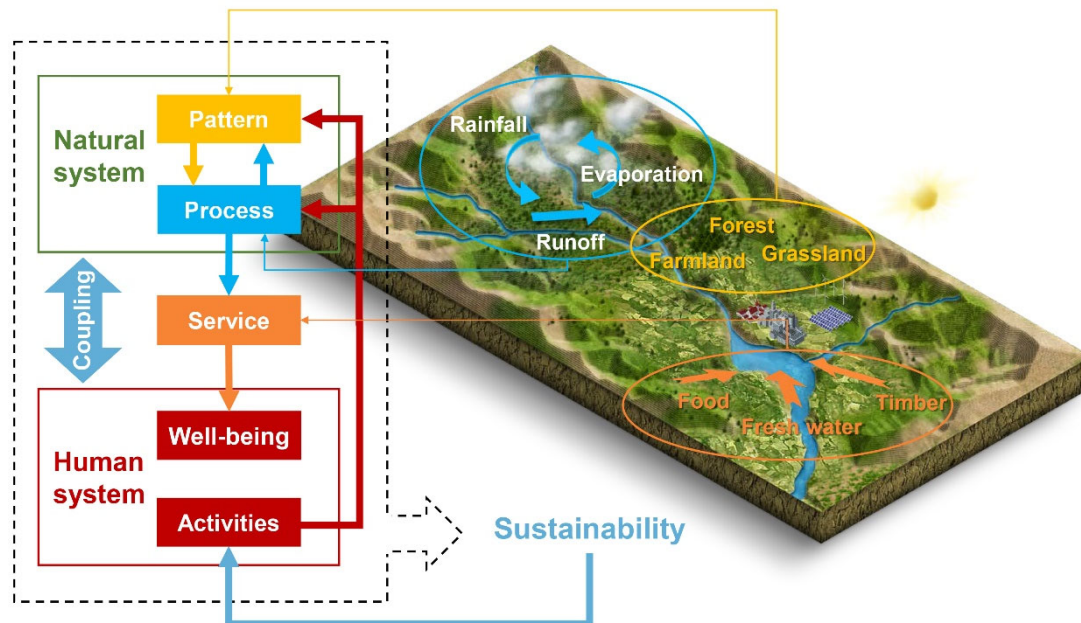 Pattern
Natural
system
Process
Coupling
Service
Well-being
Human
system
Activities
Sustainability
Rainfall
Evaporation
Runoff
Forest
Grassland
Farmland
Food
Timber
Fresh water